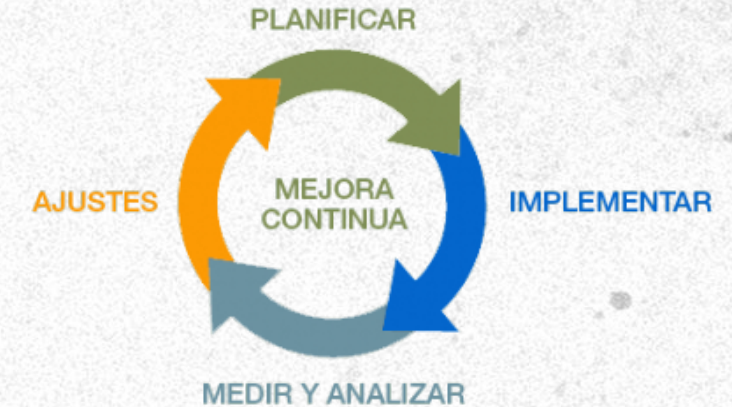 PLANIFICAR
AJUSTES
MEJORA
CONTINUA
IMPLEMENTAR
MEDIR Y ANALIZAR